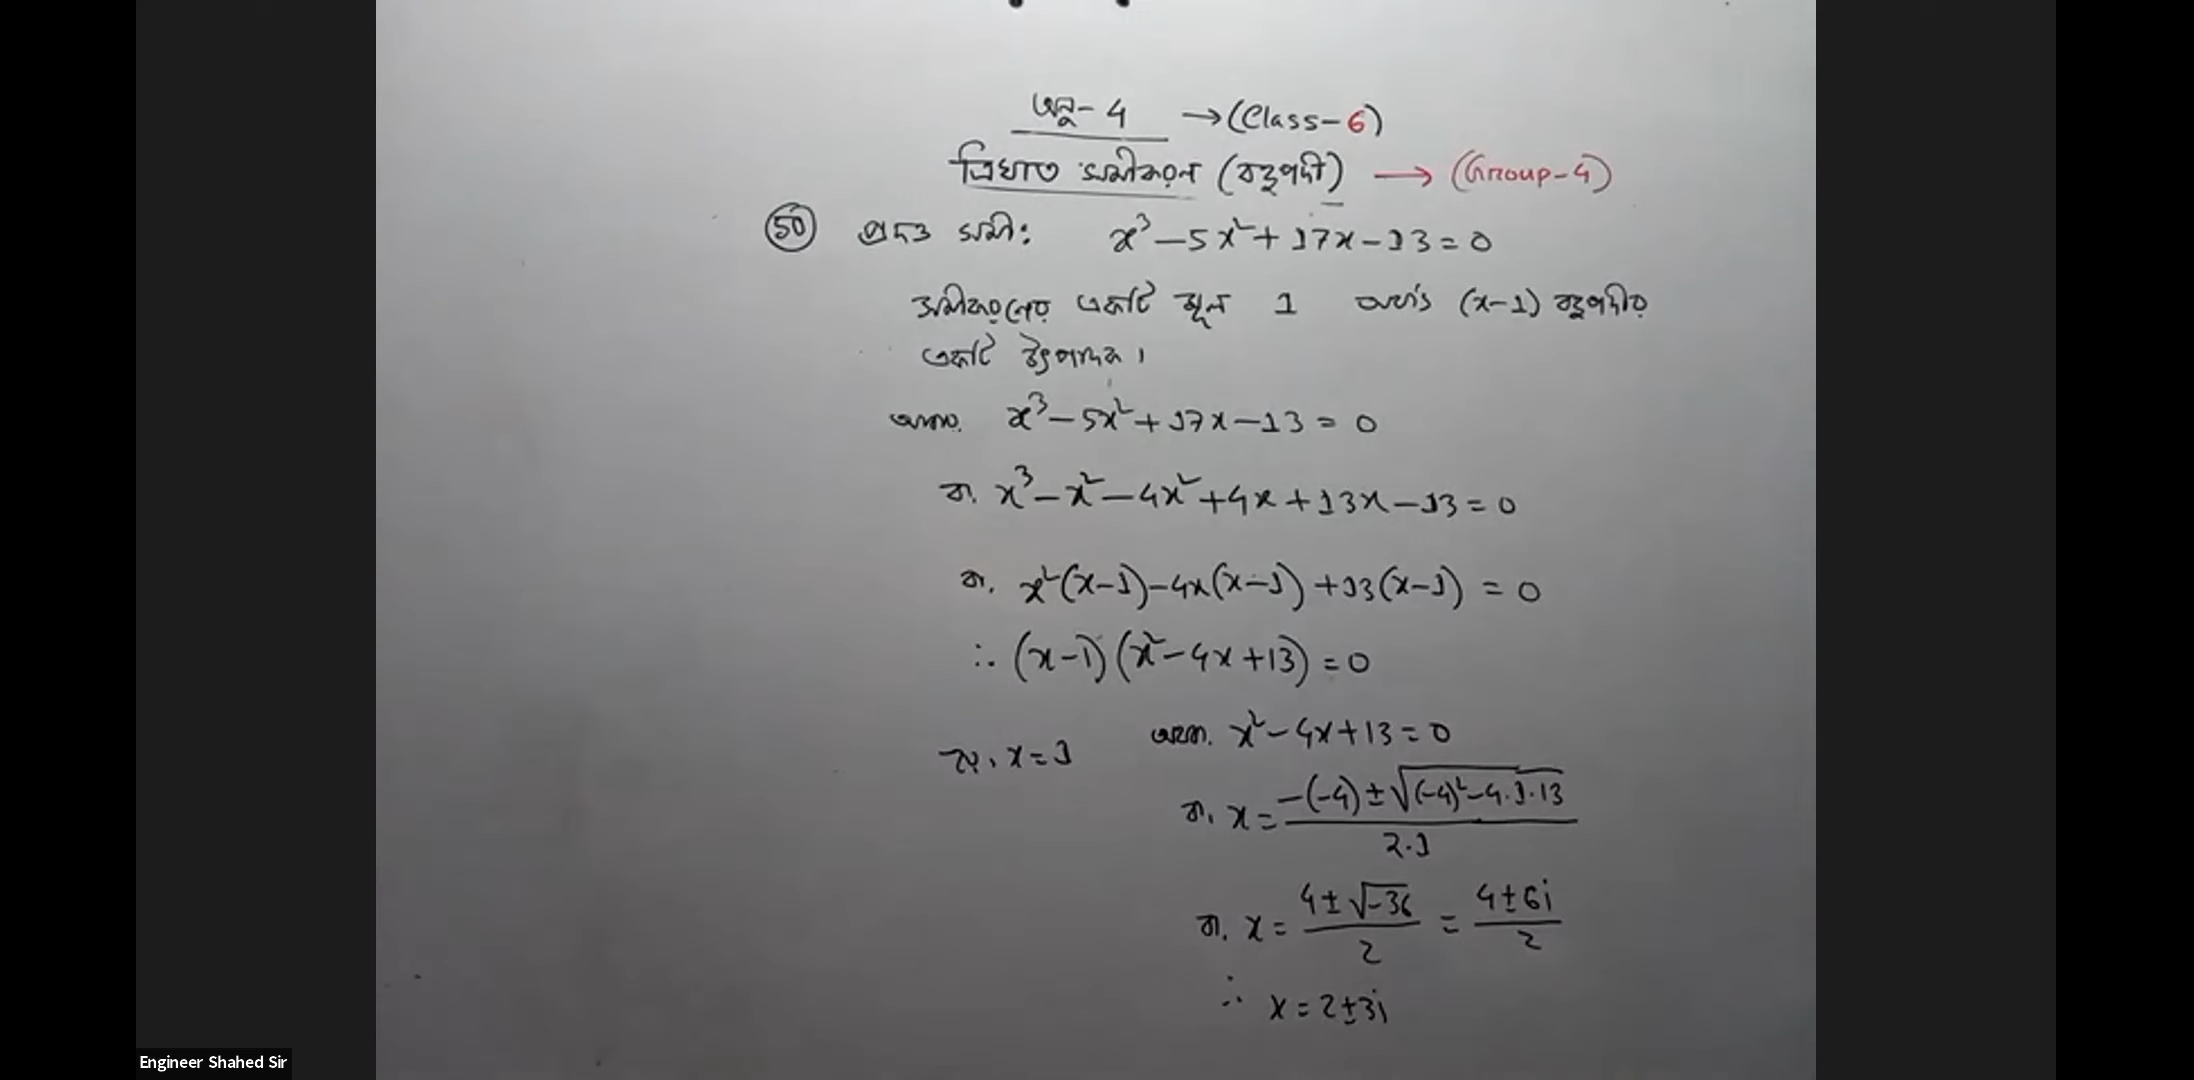 অনু-4 →(Class-6)
ত্রিঘাত সমীকরণ (বহুপদী) → (Group-4)
50 প্রদত্ত সমী: x³ - 5x² + 17x - 13 = 0
সমীকরণের একটি মূল 1 অর্থাৎ (x-1) বহুপদীর
একটি উৎপাদক।
এখন. x³ - 5x² + 17x - 13 = 0
বা. x³ - x² - 4x² + 4x + 13x - 13 = 0
বা. x²(x-1) - 4x(x-1) + 13(x-1) = 0
∴ (x-1)(x² - 4x + 13) = 0
হয়, x = 1 অথবা. x² - 4x + 13 = 0
বা, x = -(-4) ± √(-4)² - 4.1.13 / 2.1
বা. x = 4 ± √-36 / 2 = 4 ± 6i / 2
∴ x = 2 ± 3i
Engineer Shahed Sir